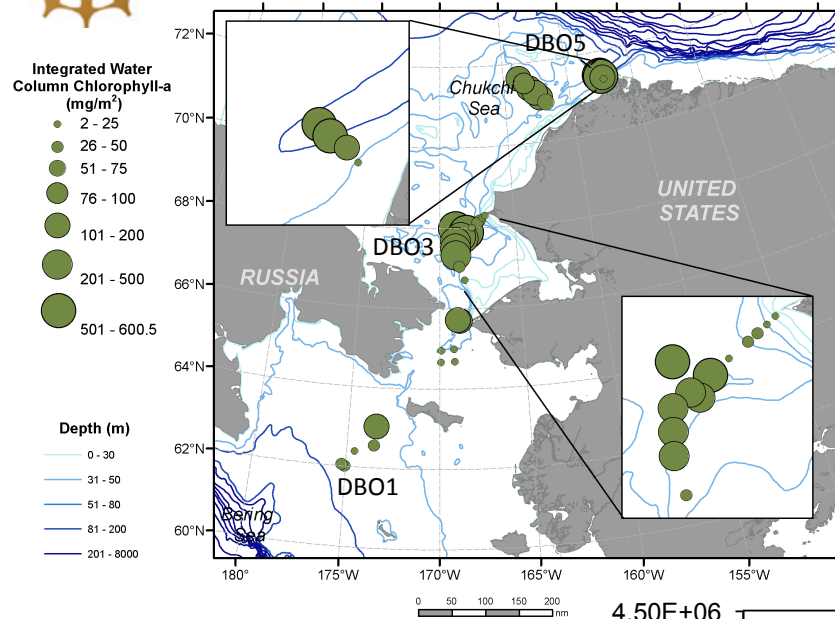 Integrated Water
Column Chlorophyll-a
(mg/m²)
2 - 25
26 - 50
51 - 75
76 - 100
101 - 200
201 - 500
501 - 600.5
Depth (m)
0 - 30
31 - 50
51 - 80
81 - 200
201 - 8000
72°N
70°N
68°N
66°N
64°N
62°N
60°N
DBO5
Chukchi
Sea
UNITED
STATES
DBO3
RUSSIA
DBO1
Bering
Sea
180°
175°W
170°W
165°W
160°W
155°W
0 50 100 150 200
nm
4.50E+06